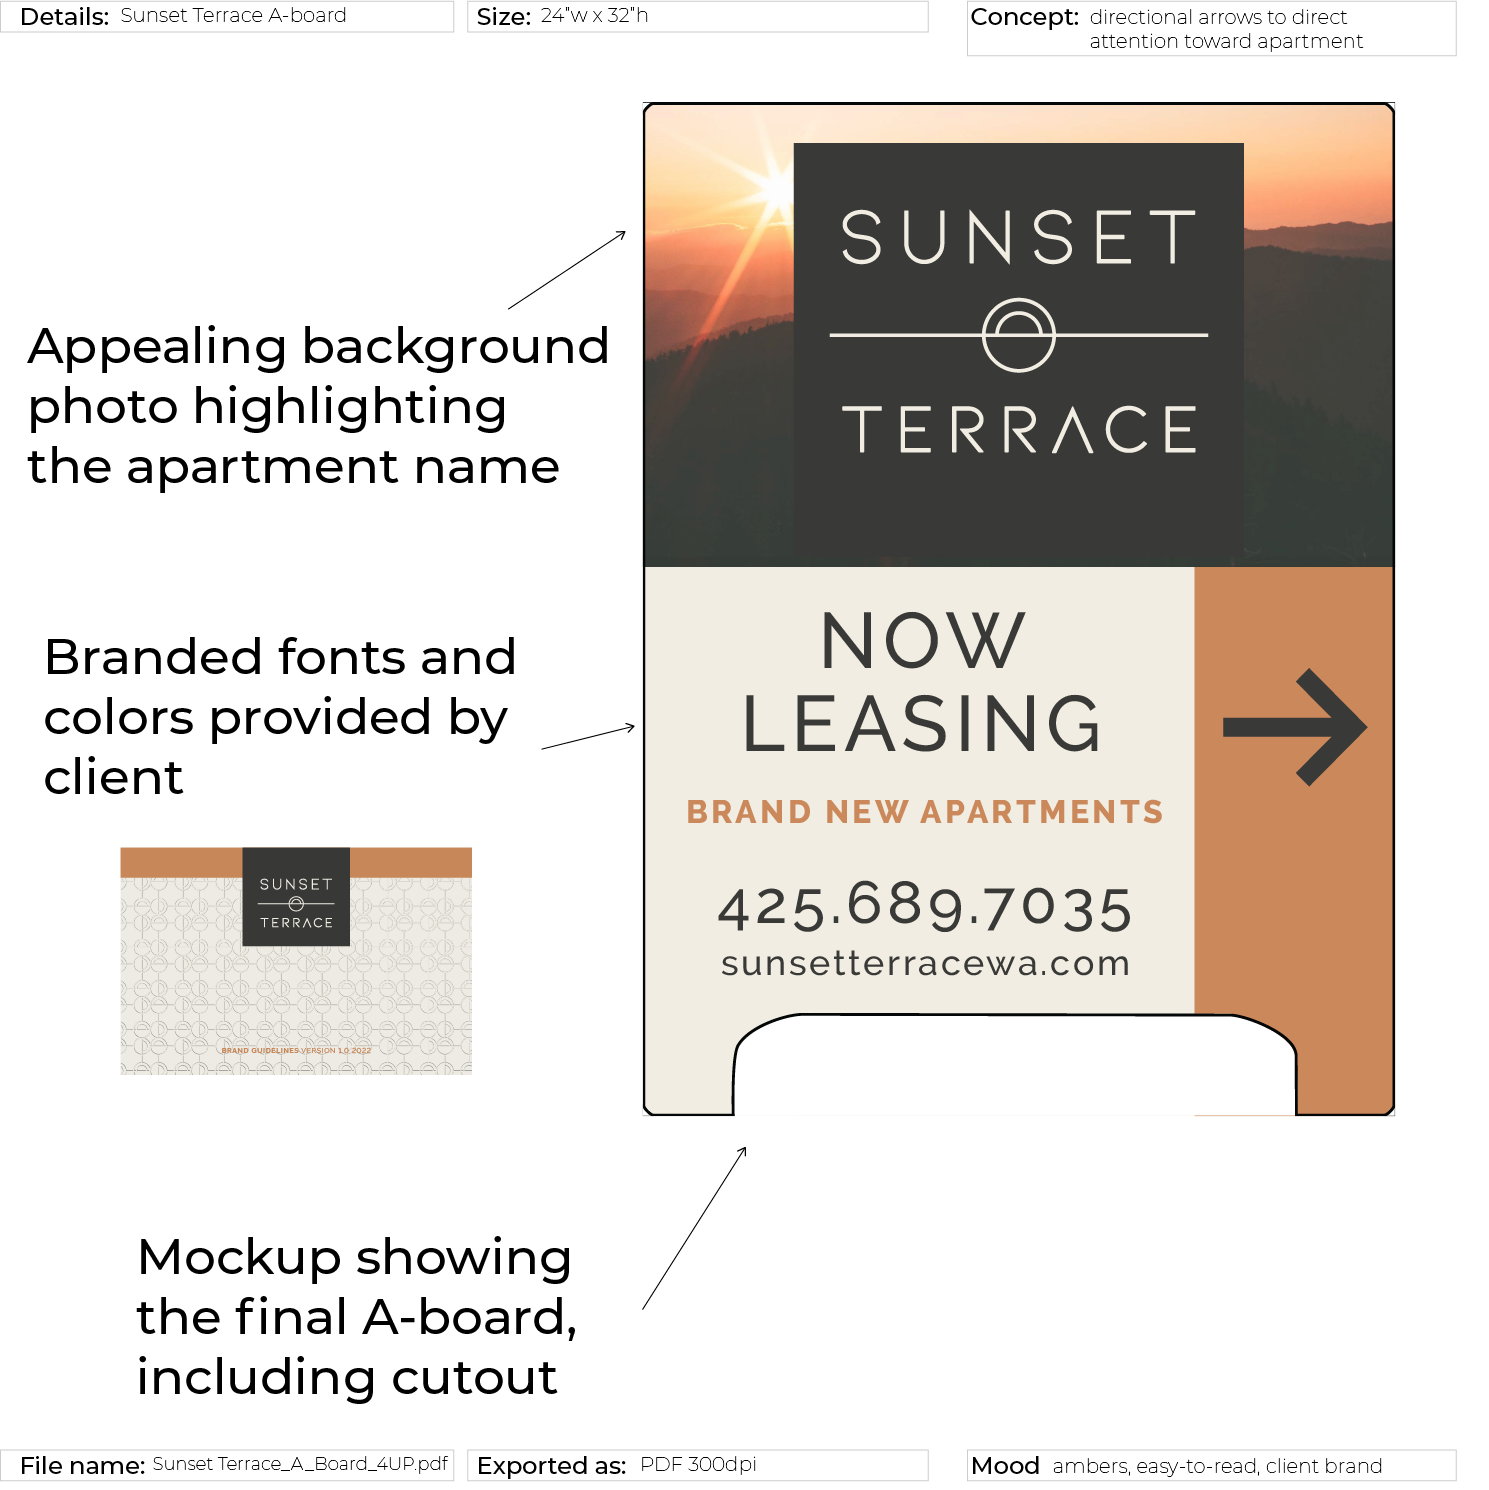 Details: Sunset Terrace A-board
Size: 24"w x 32"h
Concept: directional arrows to direct
attention toward apartment
SUNSET
TERRACE
Appealing background
photo highlighting
the apartment name
NOW
LEASING
BRAND NEW APARTMENTS
425.689.7035
sunsetterracewa.com
Branded fonts and
colors provided by
client
SUNSET
TERRACE
BRAND GUIDELINES VERSION 1.0 2022
Mockup showing
the final A-board,
including cutout
File name: Sunset Terrace_A_Board_4UP.pdf
Exported as: PDF 300dpi
Mood ambers, easy-to-read, client brand